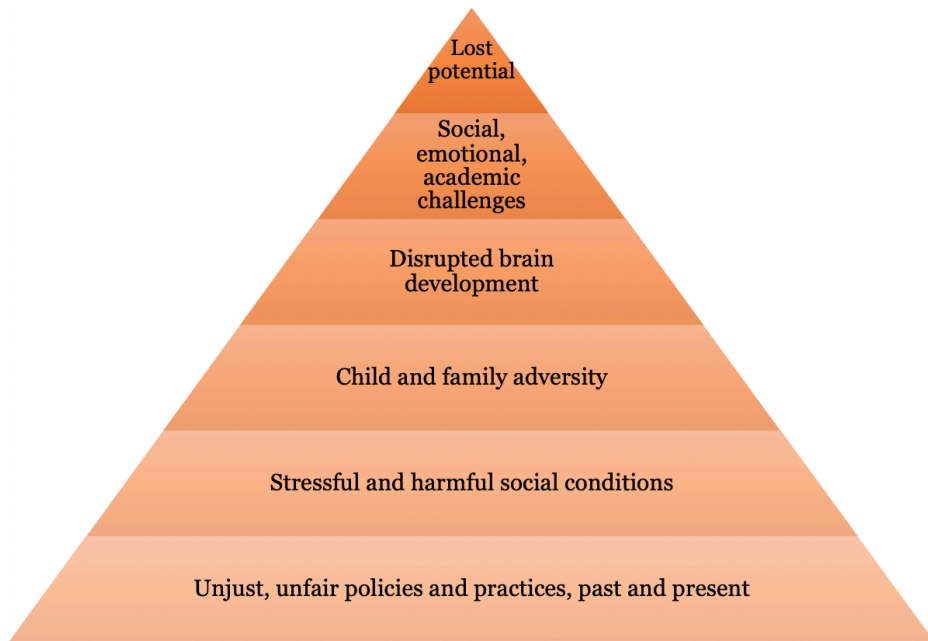 Lost
potential
Social,
emotional,
academic
challenges
Disrupted brain
development
Child and family adversity
Stressful and harmful social conditions
Unjust, unfair policies and practices, past and present